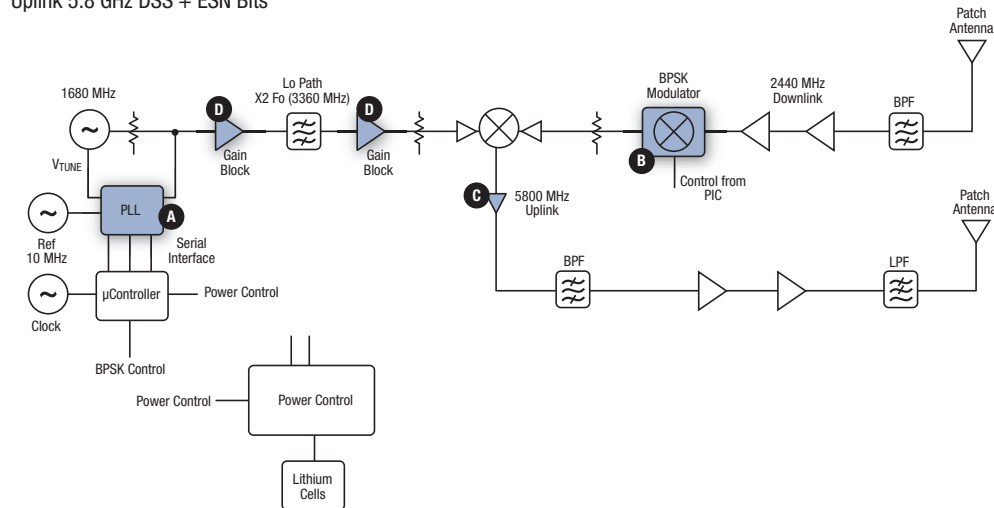 Uplink 5.8 GHz DSS + ESN Bits
Patch
Antenna
1680 MHz
D
Lo Path
X2 Fo (3360 MHz)
D
BPSK
Modulator
2440 MHz
Downlink
BPF
Gain
Block
Gain
Block
B
VTUNE
Control from
PIC
PLL
A
C
5800 MHz
Uplink
Patch
Antenna
Ref
10 MHz
Serial
Interface
BPF
LPF
µController
Power Control
Clock
BPSK Control
Power Control
Power Control
Lithium
Cells